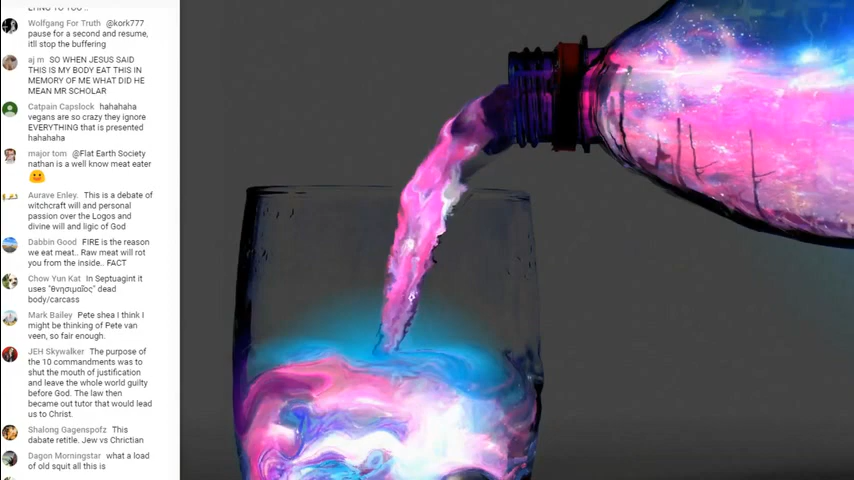 Wolfgang For Truth @kork777
pause for a second and resume,
itll stop the buffering
aj m SO WHEN JESUS SAID
THIS IS MY BODY EAT THIS IN
MEMORY OF ME WHAT DID HE
MEAN MR SCHOLAR
Catpain Capslock hahahaha
vegans are so crazy they ignore
EVERYTHING that is presented
hahahaha
major tom @Flat Earth Society
nathan is a well know meat eater
Aurave Enley. This is a debate of
witchcraft will and personal
passion over the Logos and
divine will and ligic of God
Dabbin Good FIRE is the reason
we eat meat.. Raw meat will rot
you from the inside.. FACT
Chow Yun Kat In Septuagint it
uses "θνησιμαῖος" dead
body/carcass
Mark Bailey Pete shea I think I
might be thinking of Pete van
veen, so fair enough.
JEH Skywalker The purpose of
the 10 commandments was to
shut the mouth of justification
and leave the whole world guilty
before God. The law then
became out tutor that would lead
us to Christ.
Shalong Gagenspofz This
dabate retitle. Jew vs Christian
Dagon Morningstar what a load
of old squit all this is